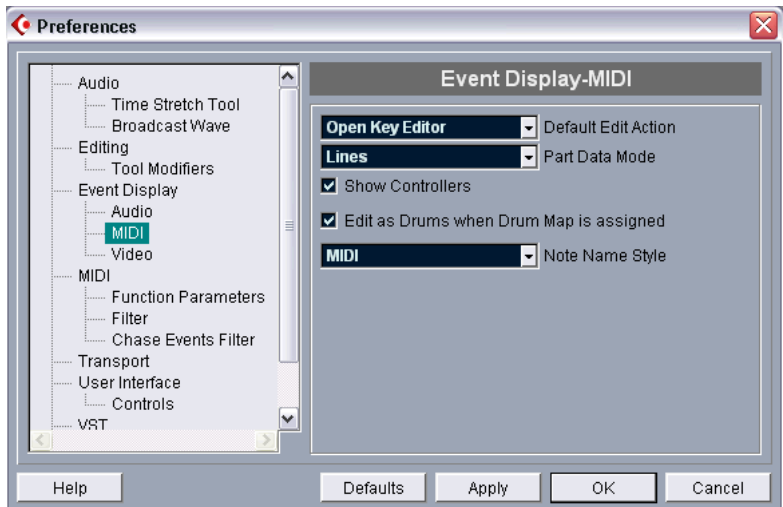 Preferences
Audio
Time Stretch Tool
Broadcast Wave
Editing
Tool Modifiers
Event Display
Audio
MIDI
Video
MIDI
Function Parameters
Filter
Chase Events Filter
Transport
User Interface
Controls
VST
Event Display-MIDI
Open Key Editor Default Edit Action
Lines Part Data Mode
Show Controllers
Edit as Drums when Drum Map is assigned
MIDI Note Name Style
Help Defaults Apply OK Cancel